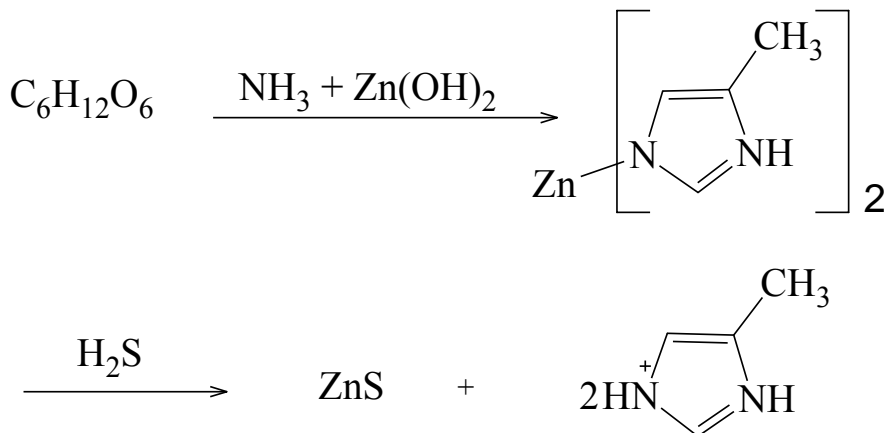 CH₃
C₆H₁₂O₆ NH₃ + Zn(OH)₂
N NH
Zn 2
CH₃
H₂S
ZnS + 2HN⁺ NH